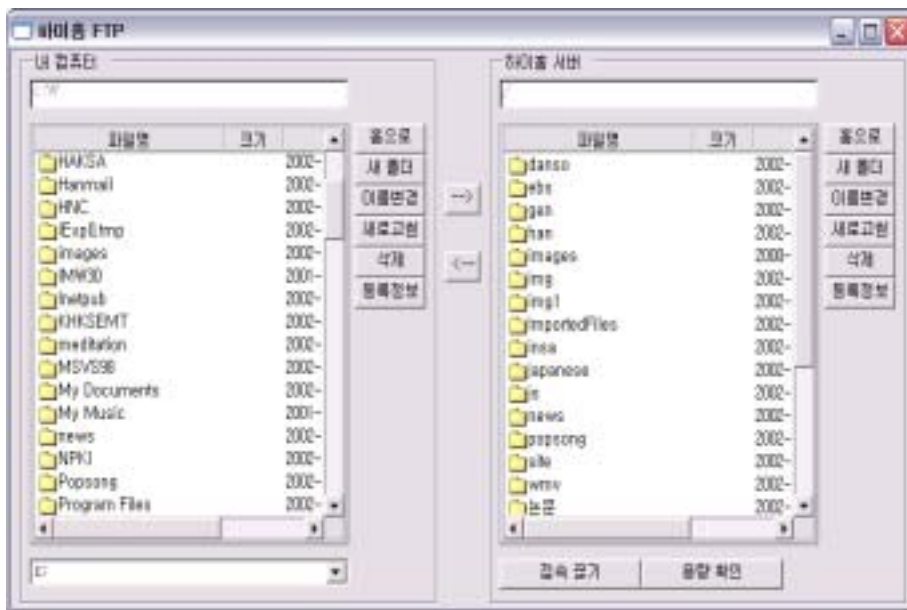 하이홈 FTP
내 컴퓨터
파일명 크기
HAKSA 2002-
Hanmail 2002-
HNC 2002-
2002-
images 2002-
IMW30 2001-
Inetpub 2002-
KHKSEMT 2002-
meditation 2002-
MSVS98 2002-
My Documents 2002-
My Music 2001-
news 2002-
NPKI 2002-
Popsong 2002-
Program Files 2002-
홈으로
새 폴더
이름변경
새로고침
삭제
등록정보
-->
<--
하이홈 서버
/
파일명 크기
danso 2002-
ebs 2002-
gan 2002-
han 2002-
images 2000-
img 2002-
img1 2002-
ImportedFiles 2002-
insa 2002-
japanese 2002-
js 2002-
news 2002-
popsong 2002-
site 2002-
wmv 2002-
논문 2002-
홈으로
새 폴더
이름변경
새로고침
삭제
등록정보
접속 끊기
용량 확인